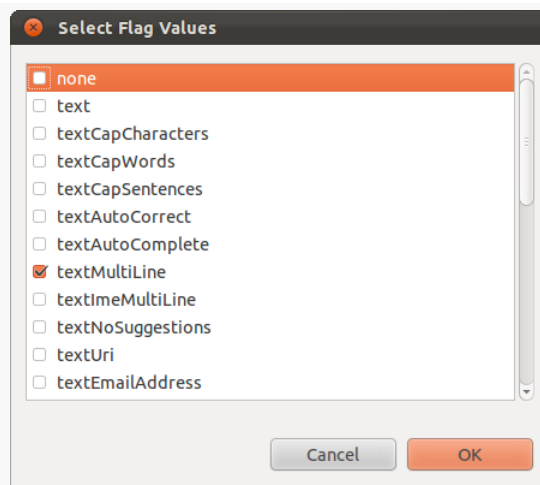 Select Flag Values
none
text
textCapCharacters
textCapWords
textCapSentences
textAutoCorrect
textAutoComplete
textMultiLine
textImeMultiLine
textNoSuggestions
textUri
textEmailAddress
Cancel OK